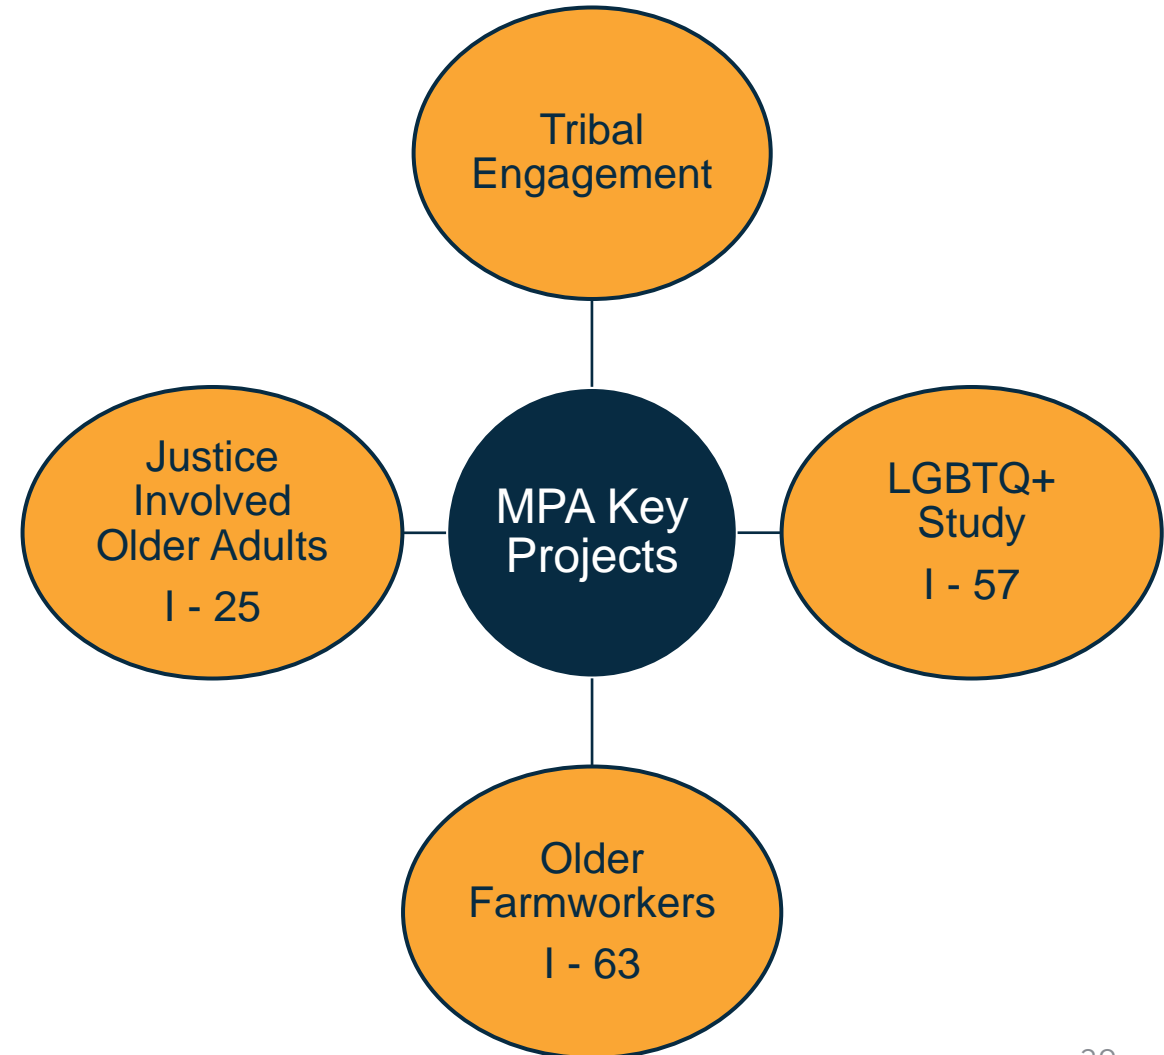 Tribal
Engagement
Justice
Involved
Older Adults
I - 25
MPA Key
Projects
LGBTQ+
Study
I - 57
Older
Farmworkers
I - 63